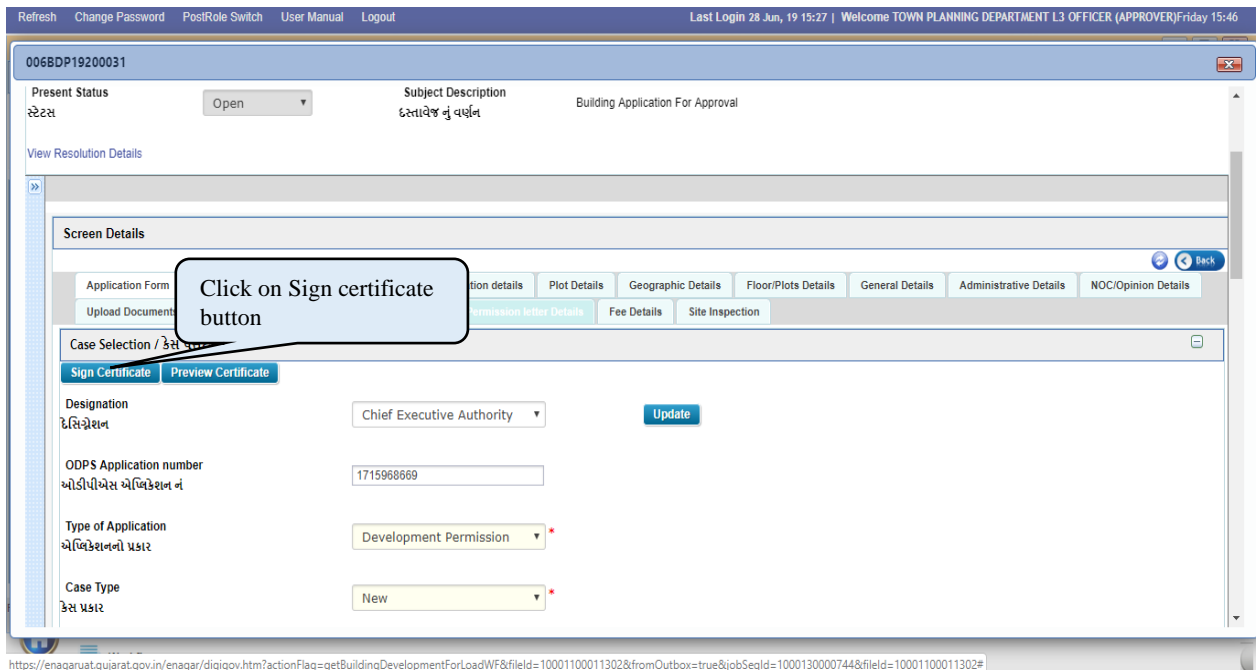 Refresh Change Password PostRole Switch User Manual Logout Last Login 28 Jun, 19 15:27 | Welcome TOWN PLANNING DEPARTMENT L3 OFFICER (APPROVER)Friday 15:46
006BDP19200031
Present Status Open Subject Description Building Application For Approval
સ્ટેટસ દસ્તાવેજ નું વર્ણન
View Resolution Details
Screen Details
Back
Application Form tion details Plot Details Geographic Details Floor/Plots Details General Details Administrative Details NOC/Opinion Details
Click on Sign certificate
button
Upload Document Permission letter Details Fee Details Site Inspection
Case Selection / કેસ
Sign Certificate Preview Certificate
Designation Chief Executive Authority Update
દેસિગ્નેશન
ODPS Application number 1715968669
ઓડીપીએસ એપ્લિકેશન નં
Type of Application Development Permission *
એપ્લિકેશનનો પ્રકાર
Case Type New *
કેસ પ્રકાર
https://enagaruat.gujarat.gov.in/enagar/digigov.htm?actionFlag=getBuildingDevelopmentForLoadWF&fileId=10001100011302&fromOutbox=true&jobSeqId=1000130000744&fileId=10001100011302#